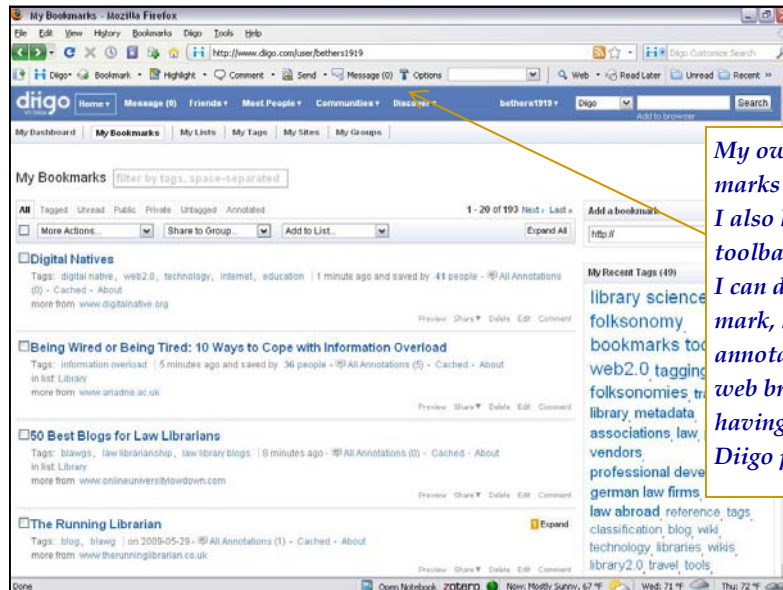 My Bookmarks - Mozilla Firefox
File Edit View History Bookmarks Diigo Tools Help
http://www.diigo.com/user/bethers1919 Diigo Customize Search
Diigo Bookmark Highlight Comment Send Message (0) Options Web Read Later Unread Recent »
diigo Home Message (0) Friends Meet People Communities Discover bethers1919 Diigo Search
Add to browser
My Dashboard My Bookmarks My Lists My Tags My Sites My Groups
My Bookmarks filter by tags, space-separated
All Tagged Unread Public Private Untagged Annotated 1 - 20 of 193 Next › Last »
More Actions... Share to Group... Add to List... Expand All
Digital Natives
Tags: digital native, web2.0, technology, internet, education | 1 minute ago and saved by 41 people - All Annotations
(0) - Cached - About
more from www.digitalnative.org
Preview Share Delete Edit Comment
Being Wired or Being Tired: 10 Ways to Cope with Information Overload
Tags: information overload | 5 minutes ago and saved by 36 people - All Annotations (5) - Cached - About
in list: Library
more from www.ariadne.ac.uk
Preview Share Delete Edit Comment
50 Best Blogs for Law Librarians
Tags: blawgs, law librarianship, law library blogs | 8 minutes ago - All Annotations (0) - Cached - About
in list: Library
more from www.onlineuniversitylowdown.com
Preview Share Delete Edit Comment
The Running Librarian 1 Expand
Tags: blog, blawg | on 2009-05-29 - All Annotations (1) - Cached - About
more from www.therunninglibrarian.co.uk
Preview Share Delete Edit Comment
Add a bookmark
http://
My Recent Tags (49)
library science
folksonomy
bookmarks
web2.0 tagging
folksonomies
library metadata
associations law
vendors
professional
german law firms
law abroad reference tags
classification blog wiki
technology libraries wikis
library2.0 travel tools
My
marks
I also
I can
mark,
web
having
Diigo
Done Open Notebook zotero Now: Mostly Sunny, 67 °F Wed: 71 °F Thu: 72 °F